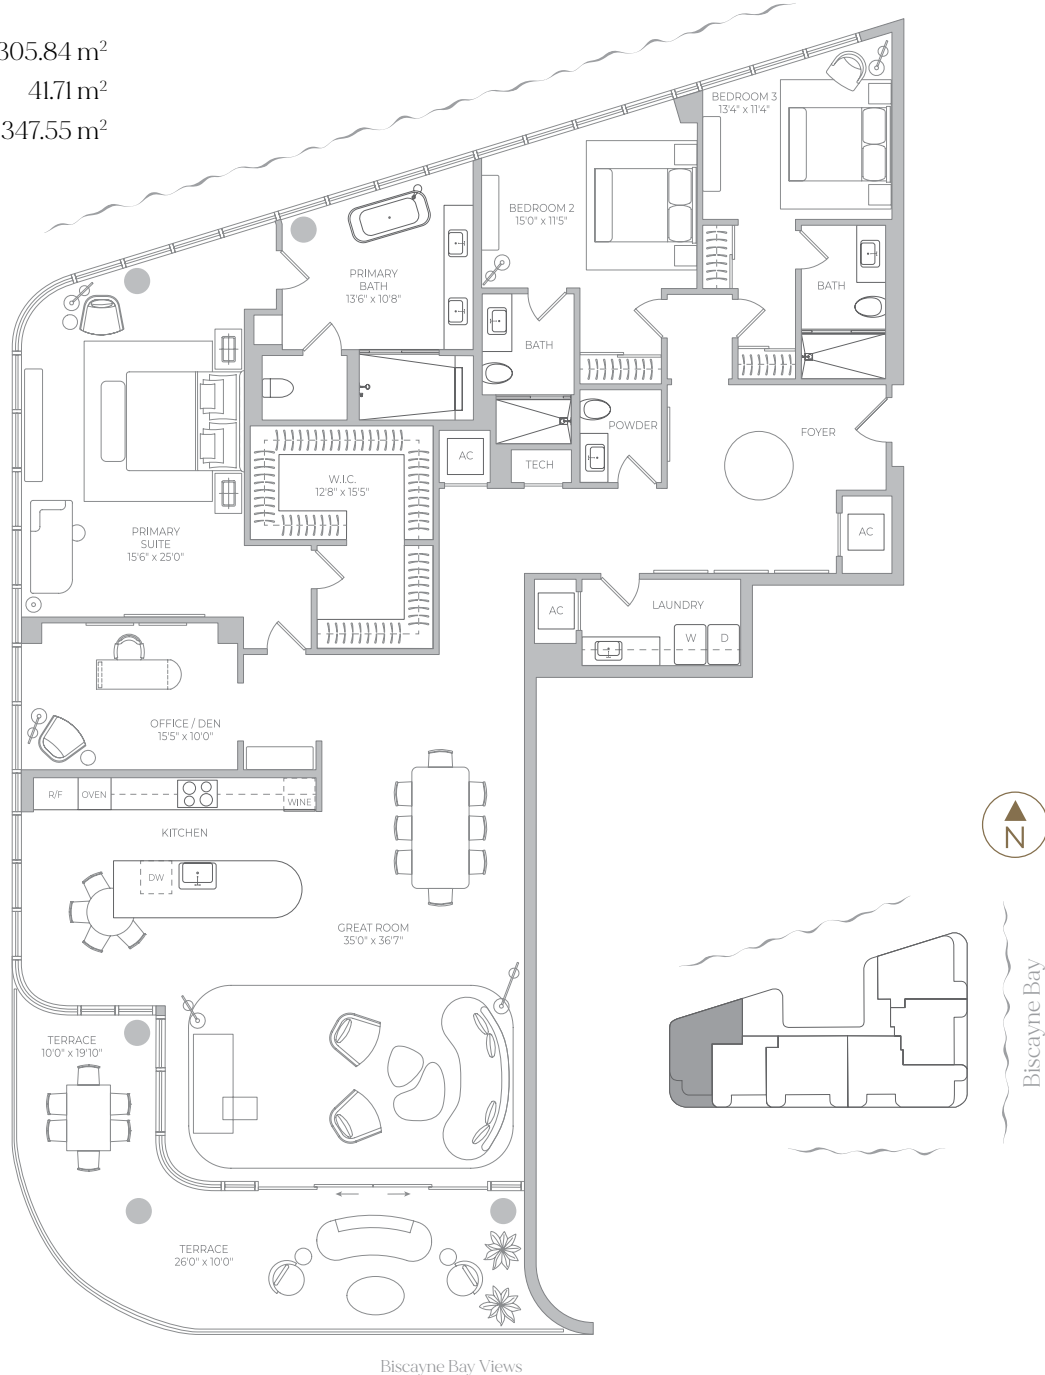 305.84 m²
41.71 m²
347.55 m²
BEDROOM 3
13'4" x 11'4"
BEDROOM 2
15'0" x 11'5"
PRIMARY
BATH
13'6" x 10'8"
BATH
BATH
POWDER
FOYER
AC
TECH
W.I.C.
12'8" x 15'5"
PRIMARY
SUITE
15'6" x 25'0"
AC
AC
LAUNDRY
W
D
OFFICE / DEN
15'5" x 10'0"
R/F
OVEN
WINE
KITCHEN
DW
N
GREAT ROOM
35'0" x 36'7"
TERRACE
10'0" x 19'10"
Biscayne Bay
TERRACE
26'0" x 10'0"
Biscayne Bay Views